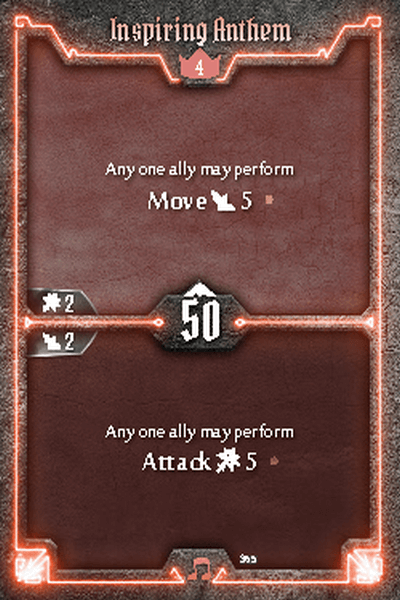 Inspiring Anthem
4
Any one ally may perform
Move 5
2
50
2
Any one ally may perform
Attack 5